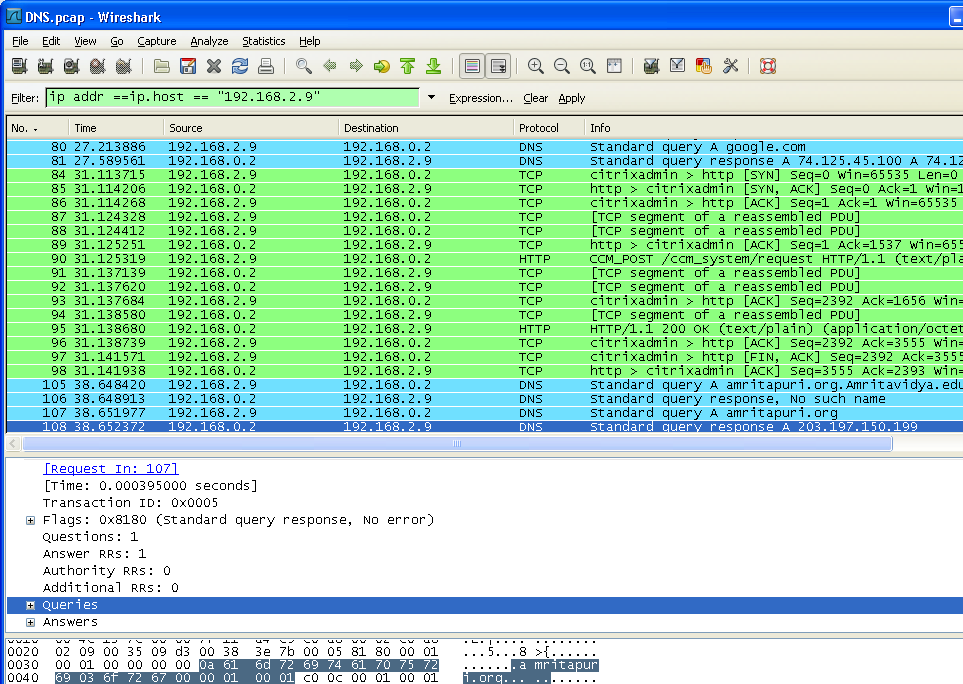 DNS.pcap - Wireshark
File Edit View Go Capture Analyze Statistics Help
Filter: ip addr ==ip.host == "192.168.2.9" Expression... Clear Apply
No. Time Source Destination Protocol Info
80 27.213886 192.168.2.9 192.168.0.2 DNS Standard query A google.com
81 27.589561 192.168.0.2 192.168.2.9 DNS Standard query response A 74.125.45.100 A 74.12
84 31.113715 192.168.2.9 192.168.0.2 TCP citrixadmin > http [SYN] Seq=0 Win=65535 Len=0
85 31.114206 192.168.0.2 192.168.2.9 TCP http > citrixadmin [SYN, ACK] Seq=0 Ack=1 Win=1
86 31.114268 192.168.2.9 192.168.0.2 TCP citrixadmin > http [ACK] Seq=1 Ack=1 Win=65535
87 31.124328 192.168.2.9 192.168.0.2 TCP [TCP segment of a reassembled PDU]
88 31.124412 192.168.2.9 192.168.0.2 TCP [TCP segment of a reassembled PDU]
89 31.125251 192.168.0.2 192.168.2.9 TCP http > citrixadmin [ACK] Seq=1 Ack=1537 Win=65
90 31.125319 192.168.2.9 192.168.0.2 HTTP CCM_POST /ccm_system/request HTTP/1.1 (text/pla
91 31.137139 192.168.0.2 192.168.2.9 TCP [TCP segment of a reassembled PDU]
92 31.137620 192.168.0.2 192.168.2.9 TCP [TCP segment of a reassembled PDU]
93 31.137684 192.168.2.9 192.168.0.2 TCP citrixadmin > http [ACK] Seq=2392 Ack=1656 Win=
94 31.138580 192.168.0.2 192.168.2.9 TCP [TCP segment of a reassembled PDU]
95 31.138680 192.168.0.2 192.168.2.9 HTTP HTTP/1.1 200 OK (text/plain) (application/octet
96 31.138739 192.168.2.9 192.168.0.2 TCP citrixadmin > http [ACK] Seq=2392 Ack=3555 Win=
97 31.141571 192.168.2.9 192.168.0.2 TCP citrixadmin > http [FIN, ACK] Seq=2392 Ack=3555
98 31.141938 192.168.0.2 192.168.2.9 TCP http > citrixadmin [ACK] Seq=3555 Ack=2393 Win=
105 38.648420 192.168.2.9 192.168.0.2 DNS Standard query A amritapuri.org.Amritavidya.edu
106 38.648913 192.168.0.2 192.168.2.9 DNS Standard query response, No such name
107 38.651977 192.168.2.9 192.168.0.2 DNS Standard query A amritapuri.org
108 38.652372 192.168.0.2 192.168.2.9 DNS Standard query response A 203.197.150.199
[Request In: 107]
[Time: 0.000395000 seconds]
Transaction ID: 0x0005
Flags: 0x8180 (Standard query response, No error)
Questions: 1
Answer RRs: 1
Authority RRs: 0
Additional RRs: 0
Queries
Answers
0020 02 09 00 35 09 d3 00 38 3e 7b 00 05 81 80 00 01 ...5...8 >{......
0030 00 01 00 00 00 00 0a 61 6d 72 69 74 61 70 75 72 .......a mritapur
0040 69 03 6f 72 67 00 00 01 00 01 c0 0c 00 01 00 01 i.org... ........